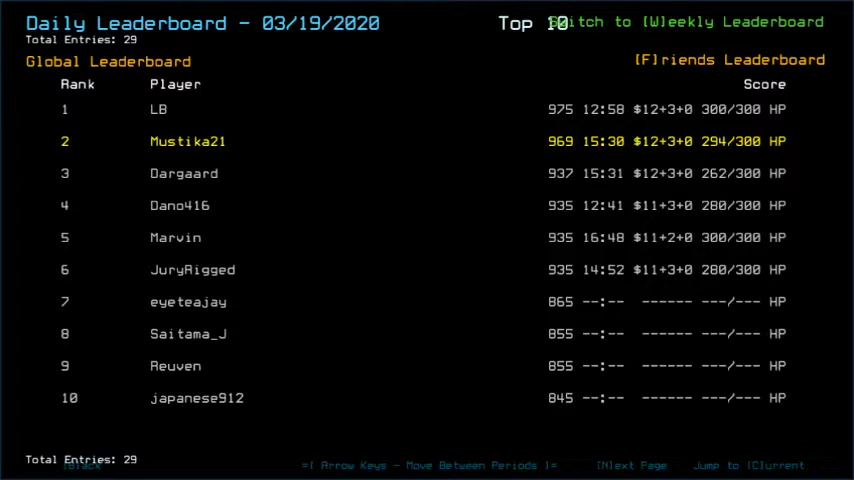 Daily Leaderboard - 03/19/2020 Top 10 Switch to [W]eekly Leaderboard
Total Entries: 29
Global Leaderboard [F]riends Leaderboard
Rank Player Score
1 LB 975 12:58 $12+3+0 300/300 HP
2 Mustika21 969 15:30 $12+3+0 294/300 HP
3 Dargaard 937 15:31 $12+3+0 262/300 HP
4 Dano416 935 12:41 $11+3+0 280/300 HP
5 Marvin 935 16:48 $11+2+0 300/300 HP
6 JuryRigged 935 14:52 $11+3+0 280/300 HP
7 eyeteajay 865 --:-- ------ ---/--- HP
8 Saitama_J 855 --:-- ------ ---/--- HP
9 Reuven 855 --:-- ------ ---/--- HP
10 japanese912 845 --:-- ------ ---/--- HP
Total Entries: 29
[B]ack =[ Arrow Keys - Move Between Periods ]= [N]ext Page Jump to [C]urrent